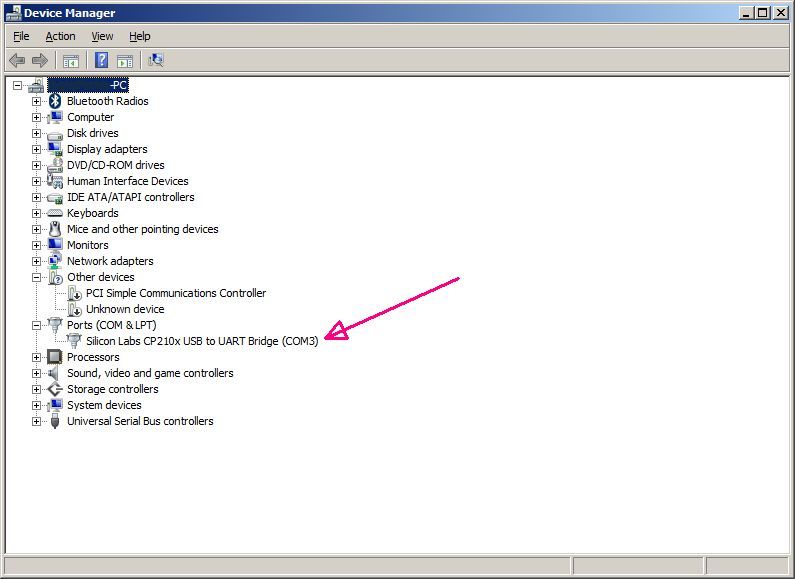 Device Manager
File Action View Help
-PC
Bluetooth Radios
Computer
Disk drives
Display adapters
DVD/CD-ROM drives
Human Interface Devices
IDE ATA/ATAPI controllers
Keyboards
Mice and other pointing devices
Monitors
Network adapters
Other devices
PCI Simple Communications Controller
Unknown device
Ports (COM & LPT)
Silicon Labs CP210x USB to UART Bridge (COM3)
Processors
Sound, video and game controllers
Storage controllers
System devices
Universal Serial Bus controllers